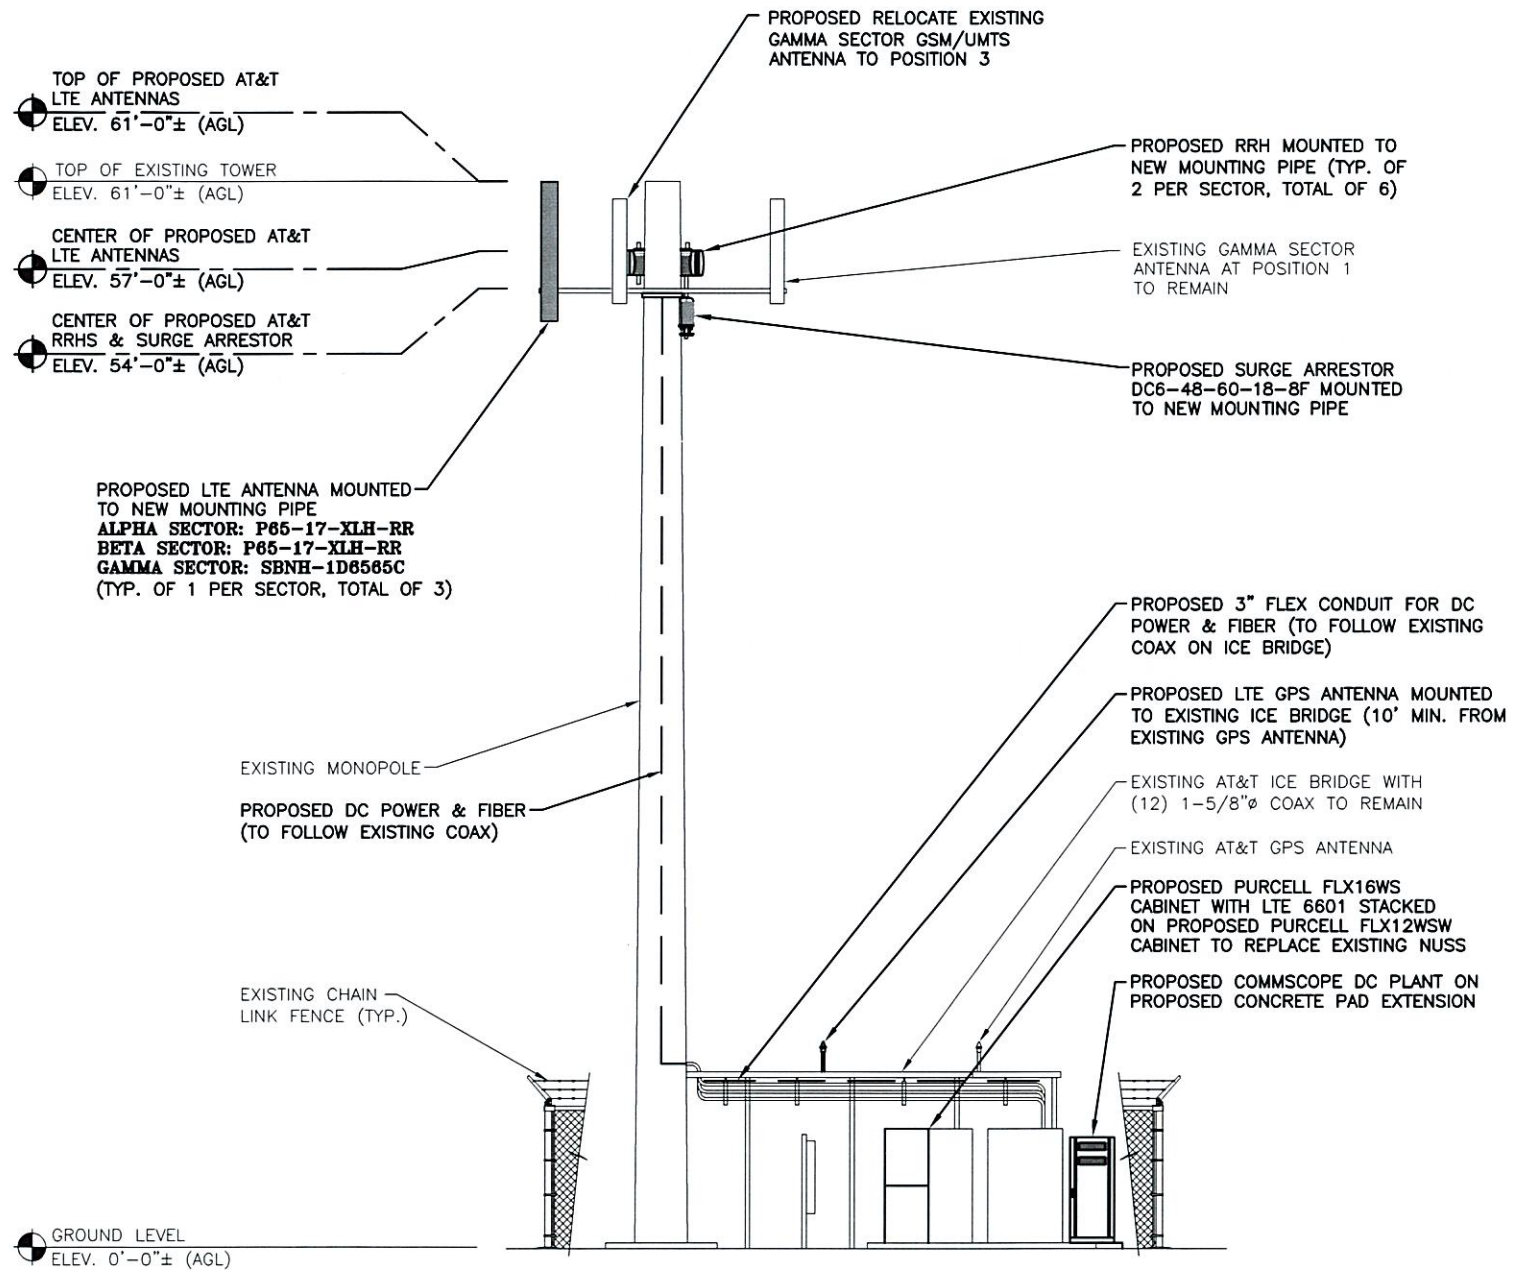 PROPOSED RELOCATE EXISTING
GAMMA SECTOR GSM/UMTS
ANTENNA TO POSITION 3
TOP OF PROPOSED AT&T
LTE ANTENNAS
ELEV. 61'-0"± (AGL)
TOP OF EXISTING TOWER
ELEV. 61'-0"± (AGL)
CENTER OF PROPOSED AT&T
LTE ANTENNAS
ELEV. 57'-0"± (AGL)
CENTER OF PROPOSED AT&T
RRHS & SURGE ARRESTOR
ELEV. 54'-0"± (AGL)
PROPOSED RRH MOUNTED TO
NEW MOUNTING PIPE (TYP. OF
2 PER SECTOR, TOTAL OF 6)
EXISTING GAMMA SECTOR
ANTENNA AT POSITION 1
TO REMAIN
PROPOSED SURGE ARRESTOR
DC6-48-60-18-8F MOUNTED
TO NEW MOUNTING PIPE
PROPOSED LTE ANTENNA MOUNTED
TO NEW MOUNTING PIPE
ALPHA SECTOR: P65-17-XLH-RR
BETA SECTOR: P65-17-XLH-RR
GAMMA SECTOR: SBNH-1D6565C
(TYP. OF 1 PER SECTOR, TOTAL OF 3)
PROPOSED 3" FLEX CONDUIT FOR DC
POWER & FIBER (TO FOLLOW EXISTING
COAX ON ICE BRIDGE)
PROPOSED LTE GPS ANTENNA MOUNTED
TO EXISTING ICE BRIDGE (10' MIN. FROM
EXISTING GPS ANTENNA)
EXISTING MONOPOLE
PROPOSED DC POWER & FIBER
(TO FOLLOW EXISTING COAX)
EXISTING AT&T ICE BRIDGE WITH
(12) 1-5/8"ø COAX TO REMAIN
EXISTING AT&T GPS ANTENNA
PROPOSED PURCELL FLX16WS
CABINET WITH LTE 6601 STACKED
ON PROPOSED PURCELL FLX12WSW
CABINET TO REPLACE EXISTING NUSS
PROPOSED COMMSCOPE DC PLANT ON
PROPOSED CONCRETE PAD EXTENSION
EXISTING CHAIN
LINK FENCE (TYP.)
GROUND LEVEL
ELEV. 0'-0"± (AGL)